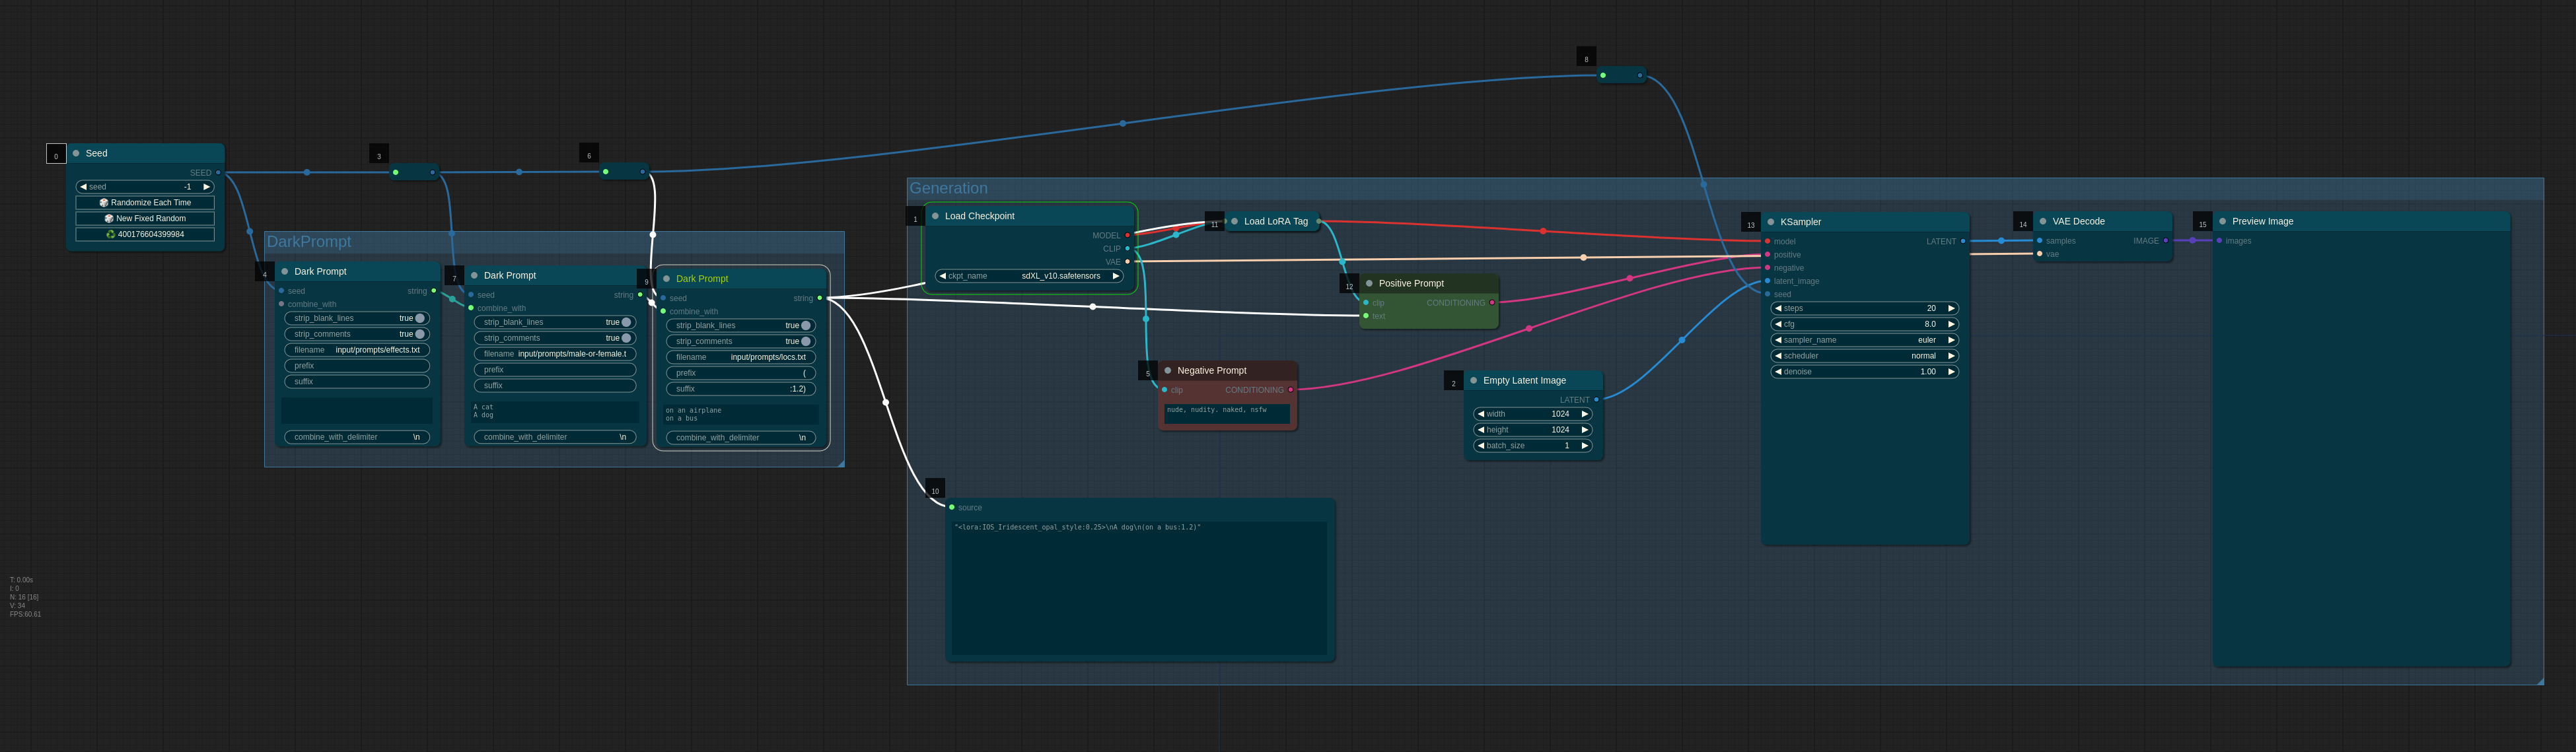 8
0
Seed
SEED
seed
-1
🎲 Randomize Each Time
🎲 New Fixed Random
♻️ 400176604399984
3
6
DarkPrompt
4
Dark Prompt
seed
string
combine_with
strip_blank_lines
true
strip_comments
true
filename
input/prompts/effects.txt
prefix
suffix
combine_with_delimiter
\n
7
Dark Prompt
seed
string
combine_with
strip_blank_lines
true
strip_comments
true
filename
input/prompts/male-or-female.t
prefix
suffix
A cat
A dog
combine_with_delimiter
\n
9
Dark Prompt
seed
string
combine_with
strip_blank_lines
true
strip_comments
true
filename
input/prompts/locs.txt
prefix
(
suffix
:1.2)
on an airplane
on a bus
combine_with_delimiter
\n
Generation
1
Load Checkpoint
MODEL
CLIP
VAE
ckpt_name
sdXL_v10.safetensors
11
Load LoRA Tag
12
Positive Prompt
clip
CONDITIONING
text
5
Negative Prompt
clip
CONDITIONING
nude, nudity. naked, nsfw
2
Empty Latent Image
LATENT
width
1024
height
1024
batch_size
1
10
source
"<lora:IOS_Iridescent_opal_style:0.25>\nA dog\n(on a bus:1.2)"
13
KSampler
model
LATENT
positive
negative
latent_image
seed
steps
20
cfg
8.0
sampler_name
euler
scheduler
normal
denoise
1.00
14
VAE Decode
samples
IMAGE
vae
15
Preview Image
images
T: 0.00s
I: 0
N: 16 [16]
V: 34
FPS:60.61